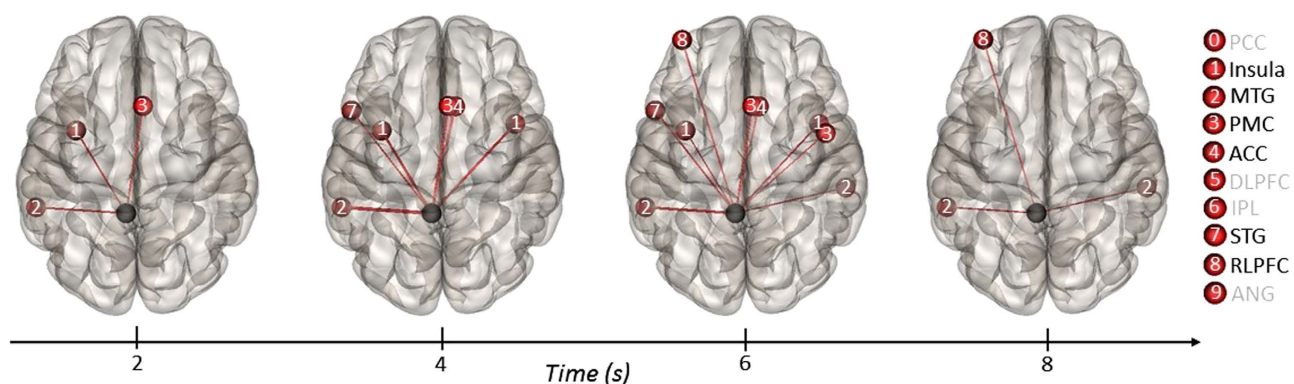 3
1
2
7
34
1
1
2
8
7
34
1
1
3
2
2
8
2
2
0 PCC
1 Insula
2 MTG
3 PMC
4 ACC
5 DLPFC
6 IPL
7 STG
8 RLPFC
9 ANG
2
4
6
8
Time (s)